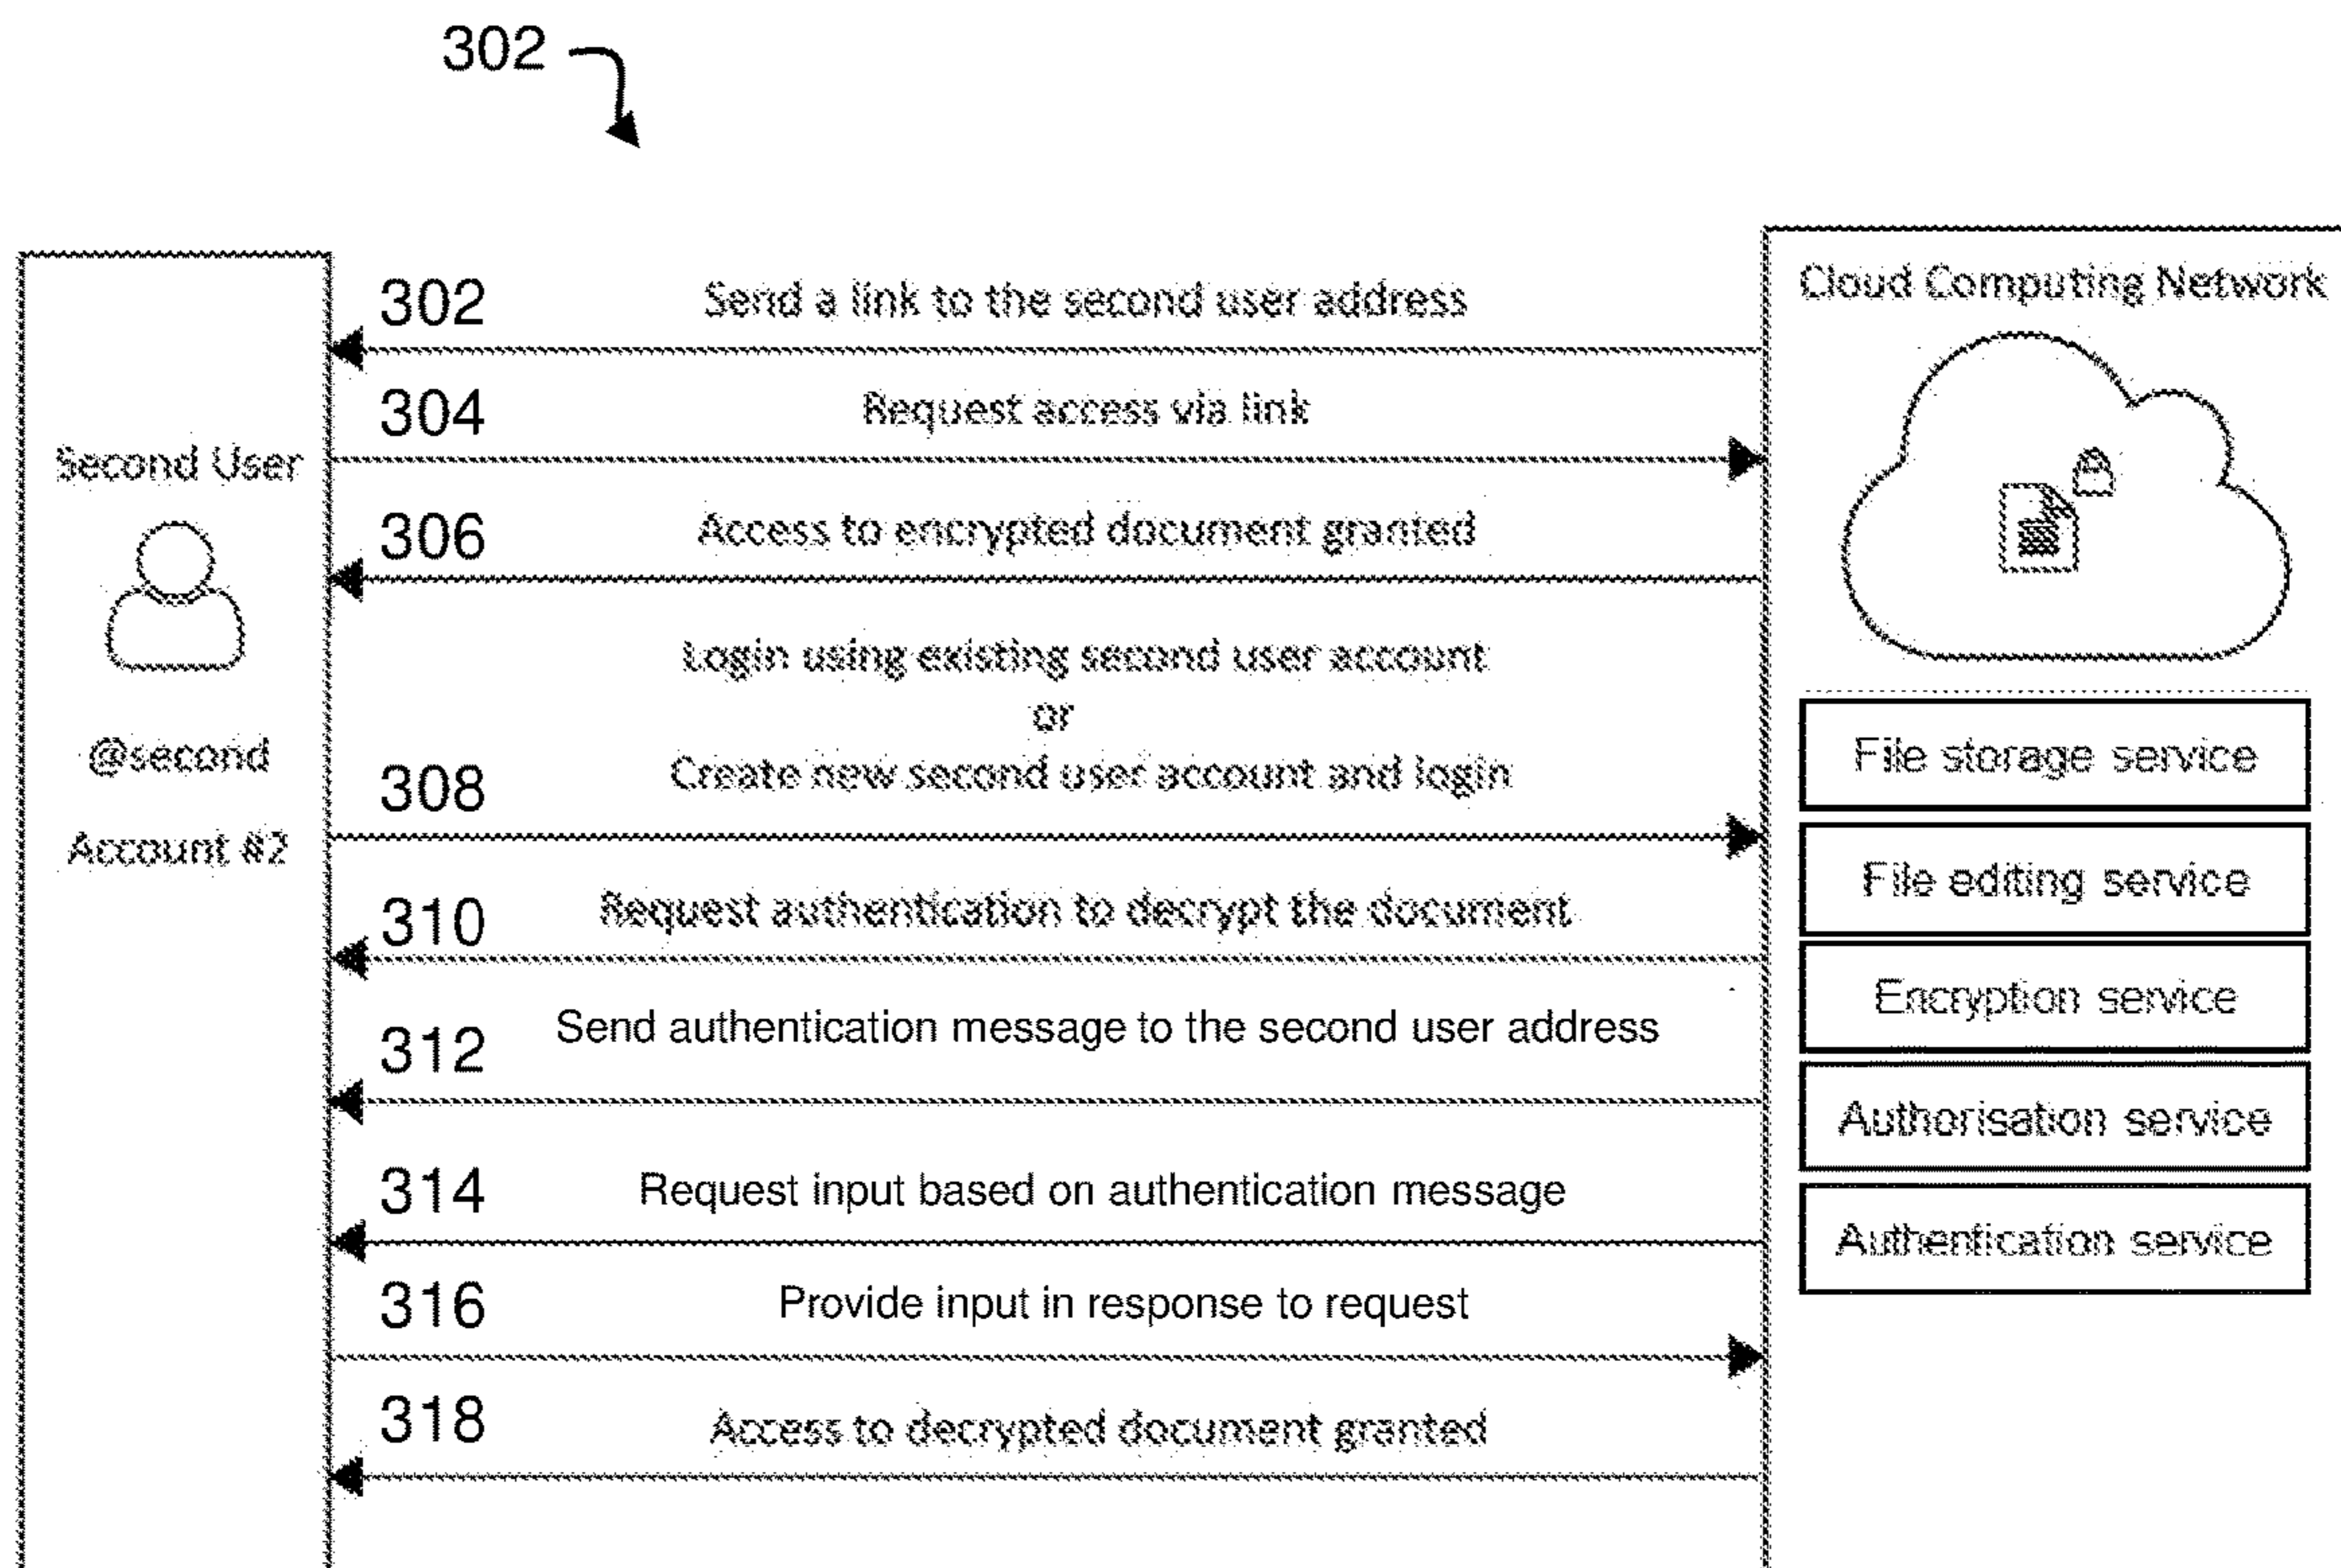 302
Second User
@second
Account #2
302
Send a link to the second user address
304
Request access via link
306
Access to encrypted document granted
Login using existing second user account
or
308
Create new second user account and login
310
Request authentication to decrypt the document
312
Send authentication message to the second user address
314
Request input based on authentication message
316
Provide input in response to request
318
Access to decrypted document granted
Cloud Computing Network
File storage service
File editing service
Encryption service
Authorisation service
Authentication service